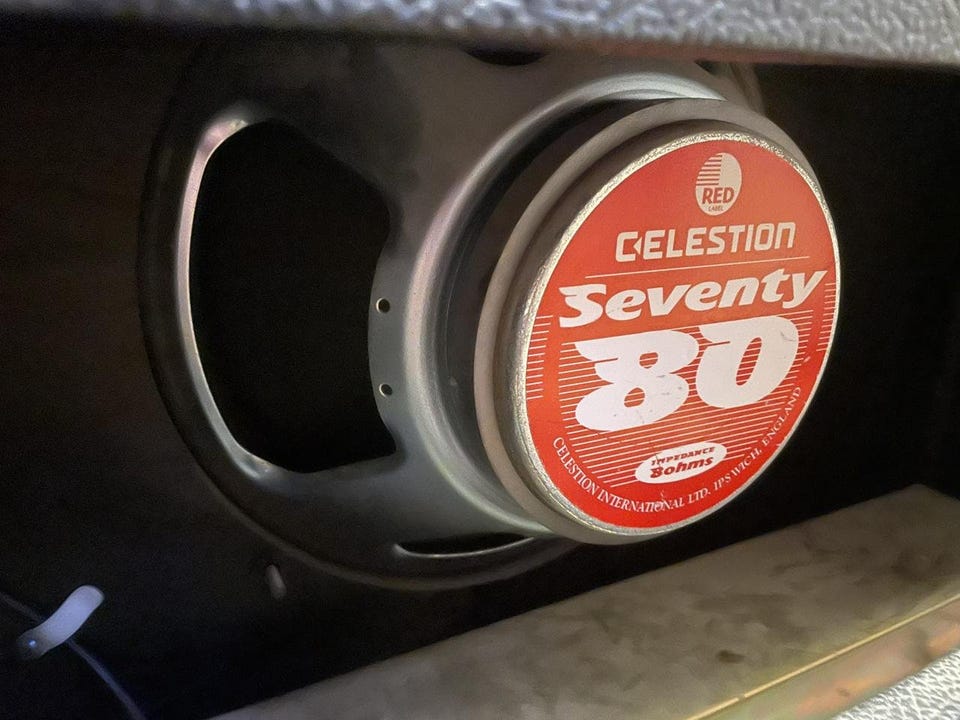 RED
LABEL
CELESTION
Seventy
80
IMPEDANCE
8ohms
CELESTION INTERNATIONAL LTD. IPSWICH, ENGLAND